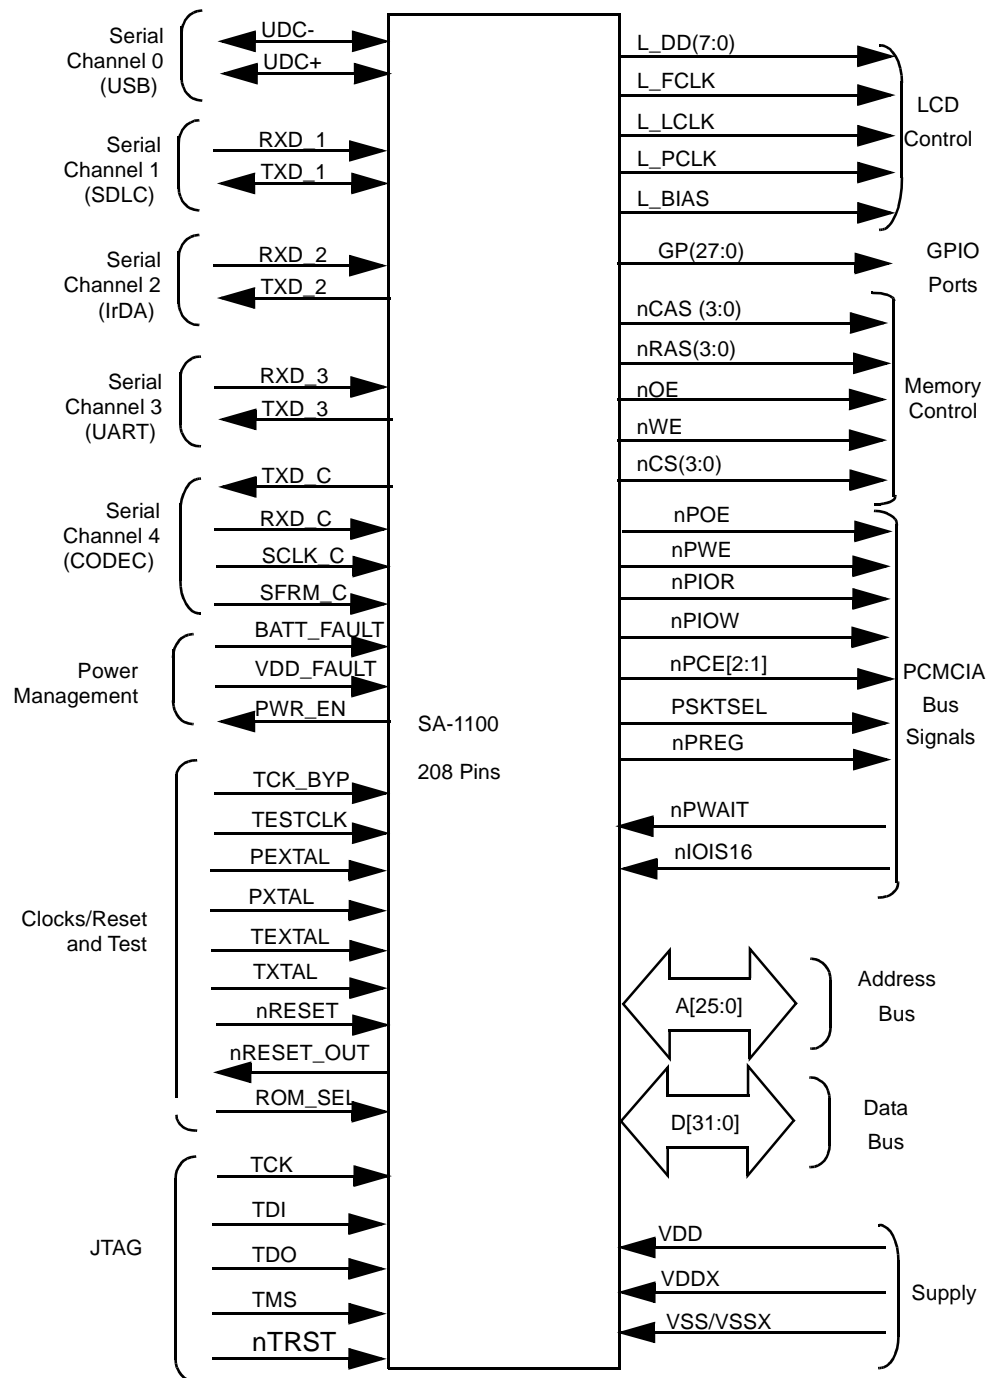 Serial
Channel 0
(USB)
UDC-
UDC+
Serial
Channel 1
(SDLC)
RXD_1
TXD_1
Serial
Channel 2
(IrDA)
RXD_2
TXD_2
Serial
Channel 3
(UART)
RXD_3
TXD_3
Serial
Channel 4
(CODEC)
TXD_C
RXD_C
SCLK_C
SFRM_C
Power
Management
BATT_FAULT
VDD_FAULT
PWR_EN
Clocks/Reset
and Test
TCK_BYP
TESTCLK
PEXTAL
PXTAL
TEXTAL
TXTAL
nRESET
nRESET_OUT
ROM_SEL
JTAG
TCK
TDI
TDO
TMS
nTRST
SA-1100
208 Pins
L_DD(7:0)
L_FCLK
L_LCLK
L_PCLK
L_BIAS
LCD
Control
GP(27:0)
GPIO
Ports
nCAS (3:0)
nRAS(3:0)
nOE
nWE
nCS(3:0)
Memory
Control
nPOE
nPWE
nPIOR
nPIOW
nPCE[2:1]
PSKTSEL
nPREG
nPWAIT
nIOIS16
PCMCIA
Bus
Signals
A[25:0]
Address
Bus
D[31:0]
Data
Bus
VDD
VDDX
VSS/VSSX
Supply